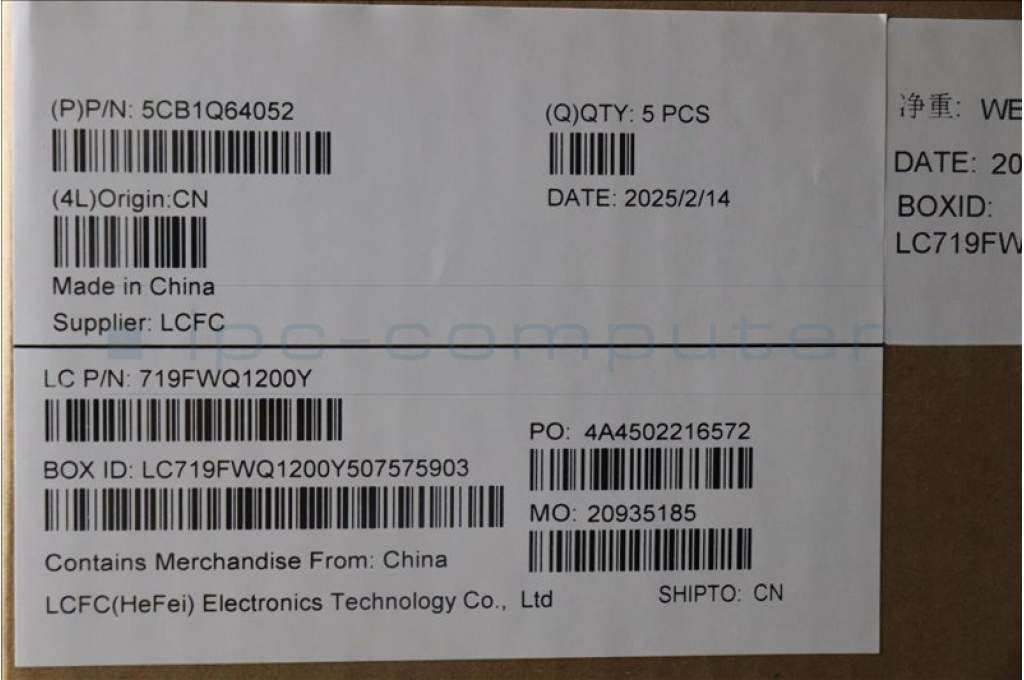 (P)P/N: 5CB1Q64052
(Q)QTY: 5 PCS
(4L)Origin:CN
DATE: 2025/2/14
Made in China
Supplier: LCFC
净重: WE
DATE: 20
BOXID:
LC719FW
ipc-computer
LC P/N: 719FWQ1200Y
PO: 4A4502216572
BOX ID: LC719FWQ1200Y507575903
MO: 20935185
Contains Merchandise From: China
SHIPTO: CN
LCFC(HeFei) Electronics Technology Co., Ltd